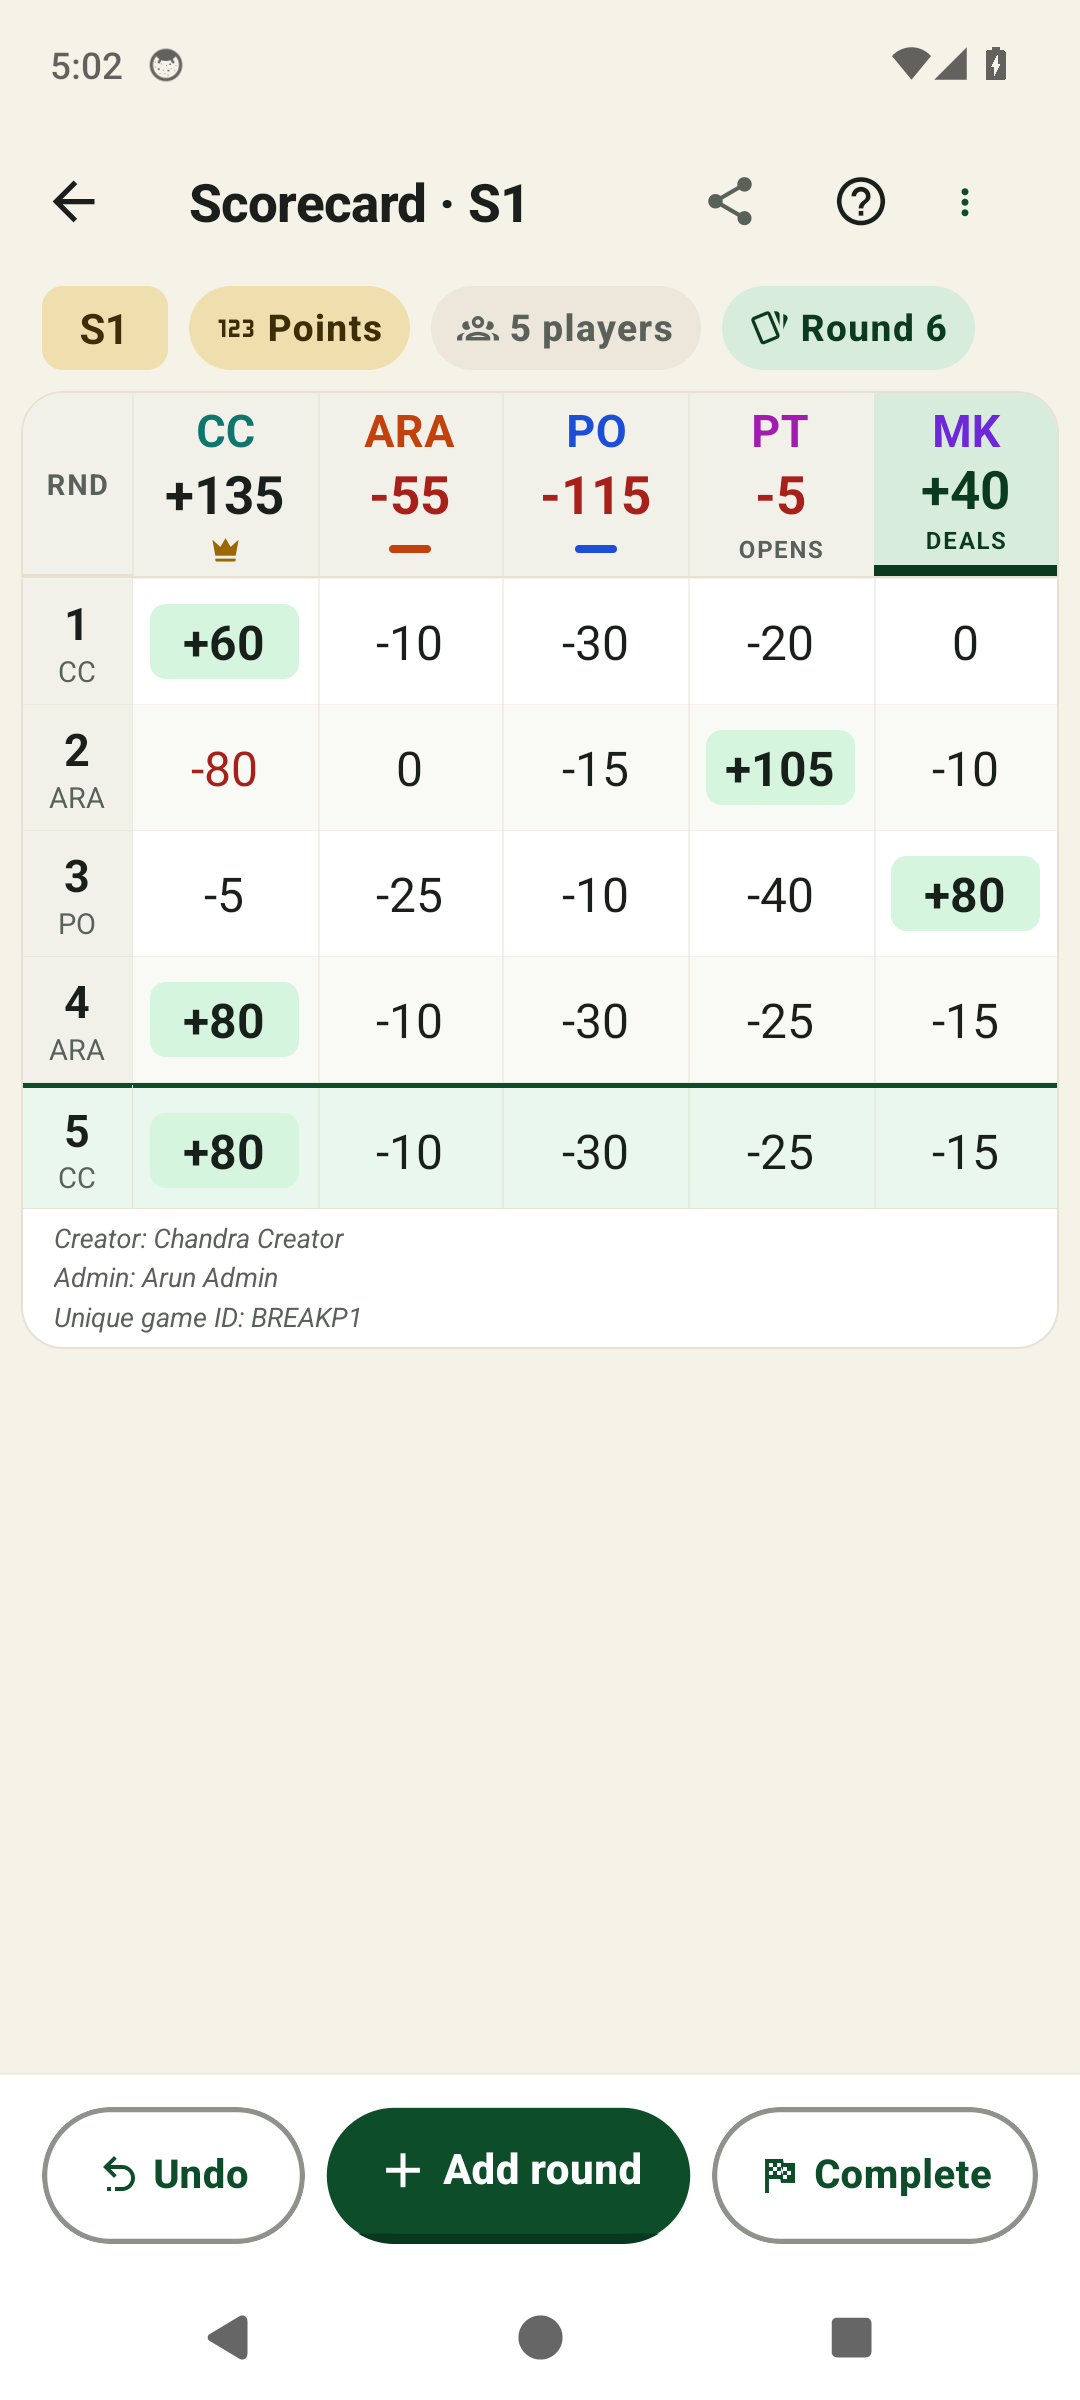 5:02
Scorecard · S1
S1
123 Points
5 players
Round 6
RND CC ARA PO PT MK
+135 -55 -115 -5 +40
OPENS DEALS
1 +60 -10 -30 -20 0
CC
2 -80 0 -15 +105 -10
ARA
3 -5 -25 -10 -40 +80
PO
4 +80 -10 -30 -25 -15
ARA
5 +80 -10 -30 -25 -15
CC
Creator: Chandra Creator
Admin: Arun Admin
Unique game ID: BREAKP1
Undo
+ Add round
Complete